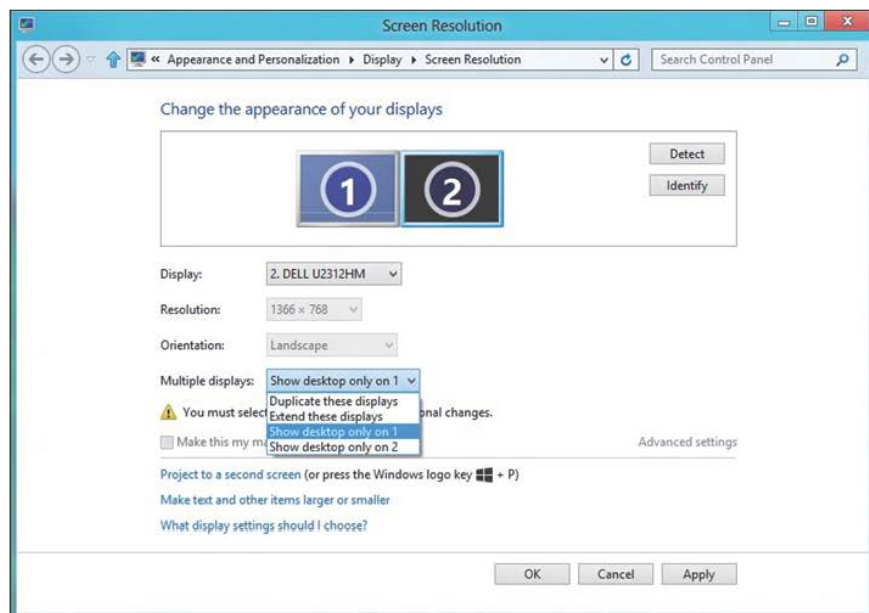 Screen Resolution
« Appearance and Personalization ▸ Display ▸ Screen Resolution
Search Control Panel
Change the appearance of your displays
1 2
Detect
Identify
Display: 2. DELL U2312HM
Resolution: 1366 × 768
Orientation: Landscape
Multiple displays: Show desktop only on 1
Duplicate these displays
Extend these displays
Show desktop only on 1
Show desktop only on 2
You must selec onal changes.
Make this my ma
Advanced settings
Project to a second screen (or press the Windows logo key + P)
Make text and other items larger or smaller
What display settings should I choose?
OK Cancel Apply